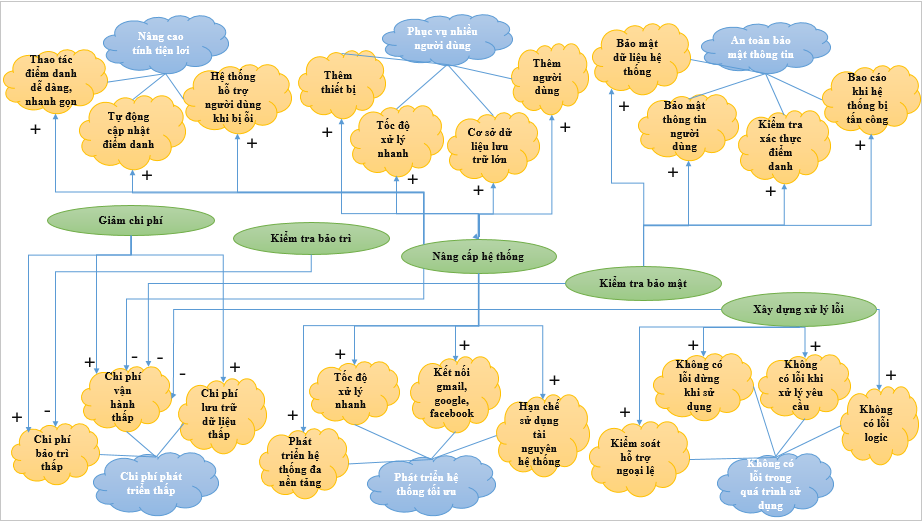 Nâng cao
tính tiện lơi
Phục vụ nhiều
người dùng
An toàn bảo
mật thông tin
Thao tác
điểm danh
dễ dàng,
nhanh gọn
Tự động
cập nhật
điểm danh
Hệ thống
hỗ trợ
người dùng
khi bị ỗi
Thêm
thiết bị
Tốc độ
xử lý
nhanh
Cơ sở dữ
liệu lưu
trữ lớn
Thêm
người
dùng
Bảo mật
dữ liệu hệ
thống
Bảo mật
thông tin
người
dùng
Kiểm tra
xác thực
điểm
danh
Bao cáo
khi hệ
thống bị
tấn công
+
+
+
+
+
+
+
+
+
+
+
Giảm chi phí
Kiểm tra bảo trì
Nâng cấp hệ thống
Kiểm tra bảo mật
Xây dựng xử lý lỗi
+
-
+
-
-
-
+
+
+
+
+
+
+
+
+
Chi phí
bảo trì
thấp
Chi phí
vận
hành
thấp
Chi phí
lưu trữ
dữ liệu
thấp
Chi phí phát
triển thấp
Phát
triển hệ
thống đa
nền tảng
Tốc độ
xử lý
nhanh
Kết nối
gmail,
google,
facebook
Hạn chế
sử dụng
tài
nguyên
hệ thống
Phát triển hệ
thống tối ưu
Kiểm soát
hỗ trợ
ngoại lệ
Không có
lỗi dừng
khi sử
dụng
Không
có lỗi khi
xử lý yêu
cầu
Không
có lỗi
logic
Không có
lỗi trong
quá trình sử
dụng